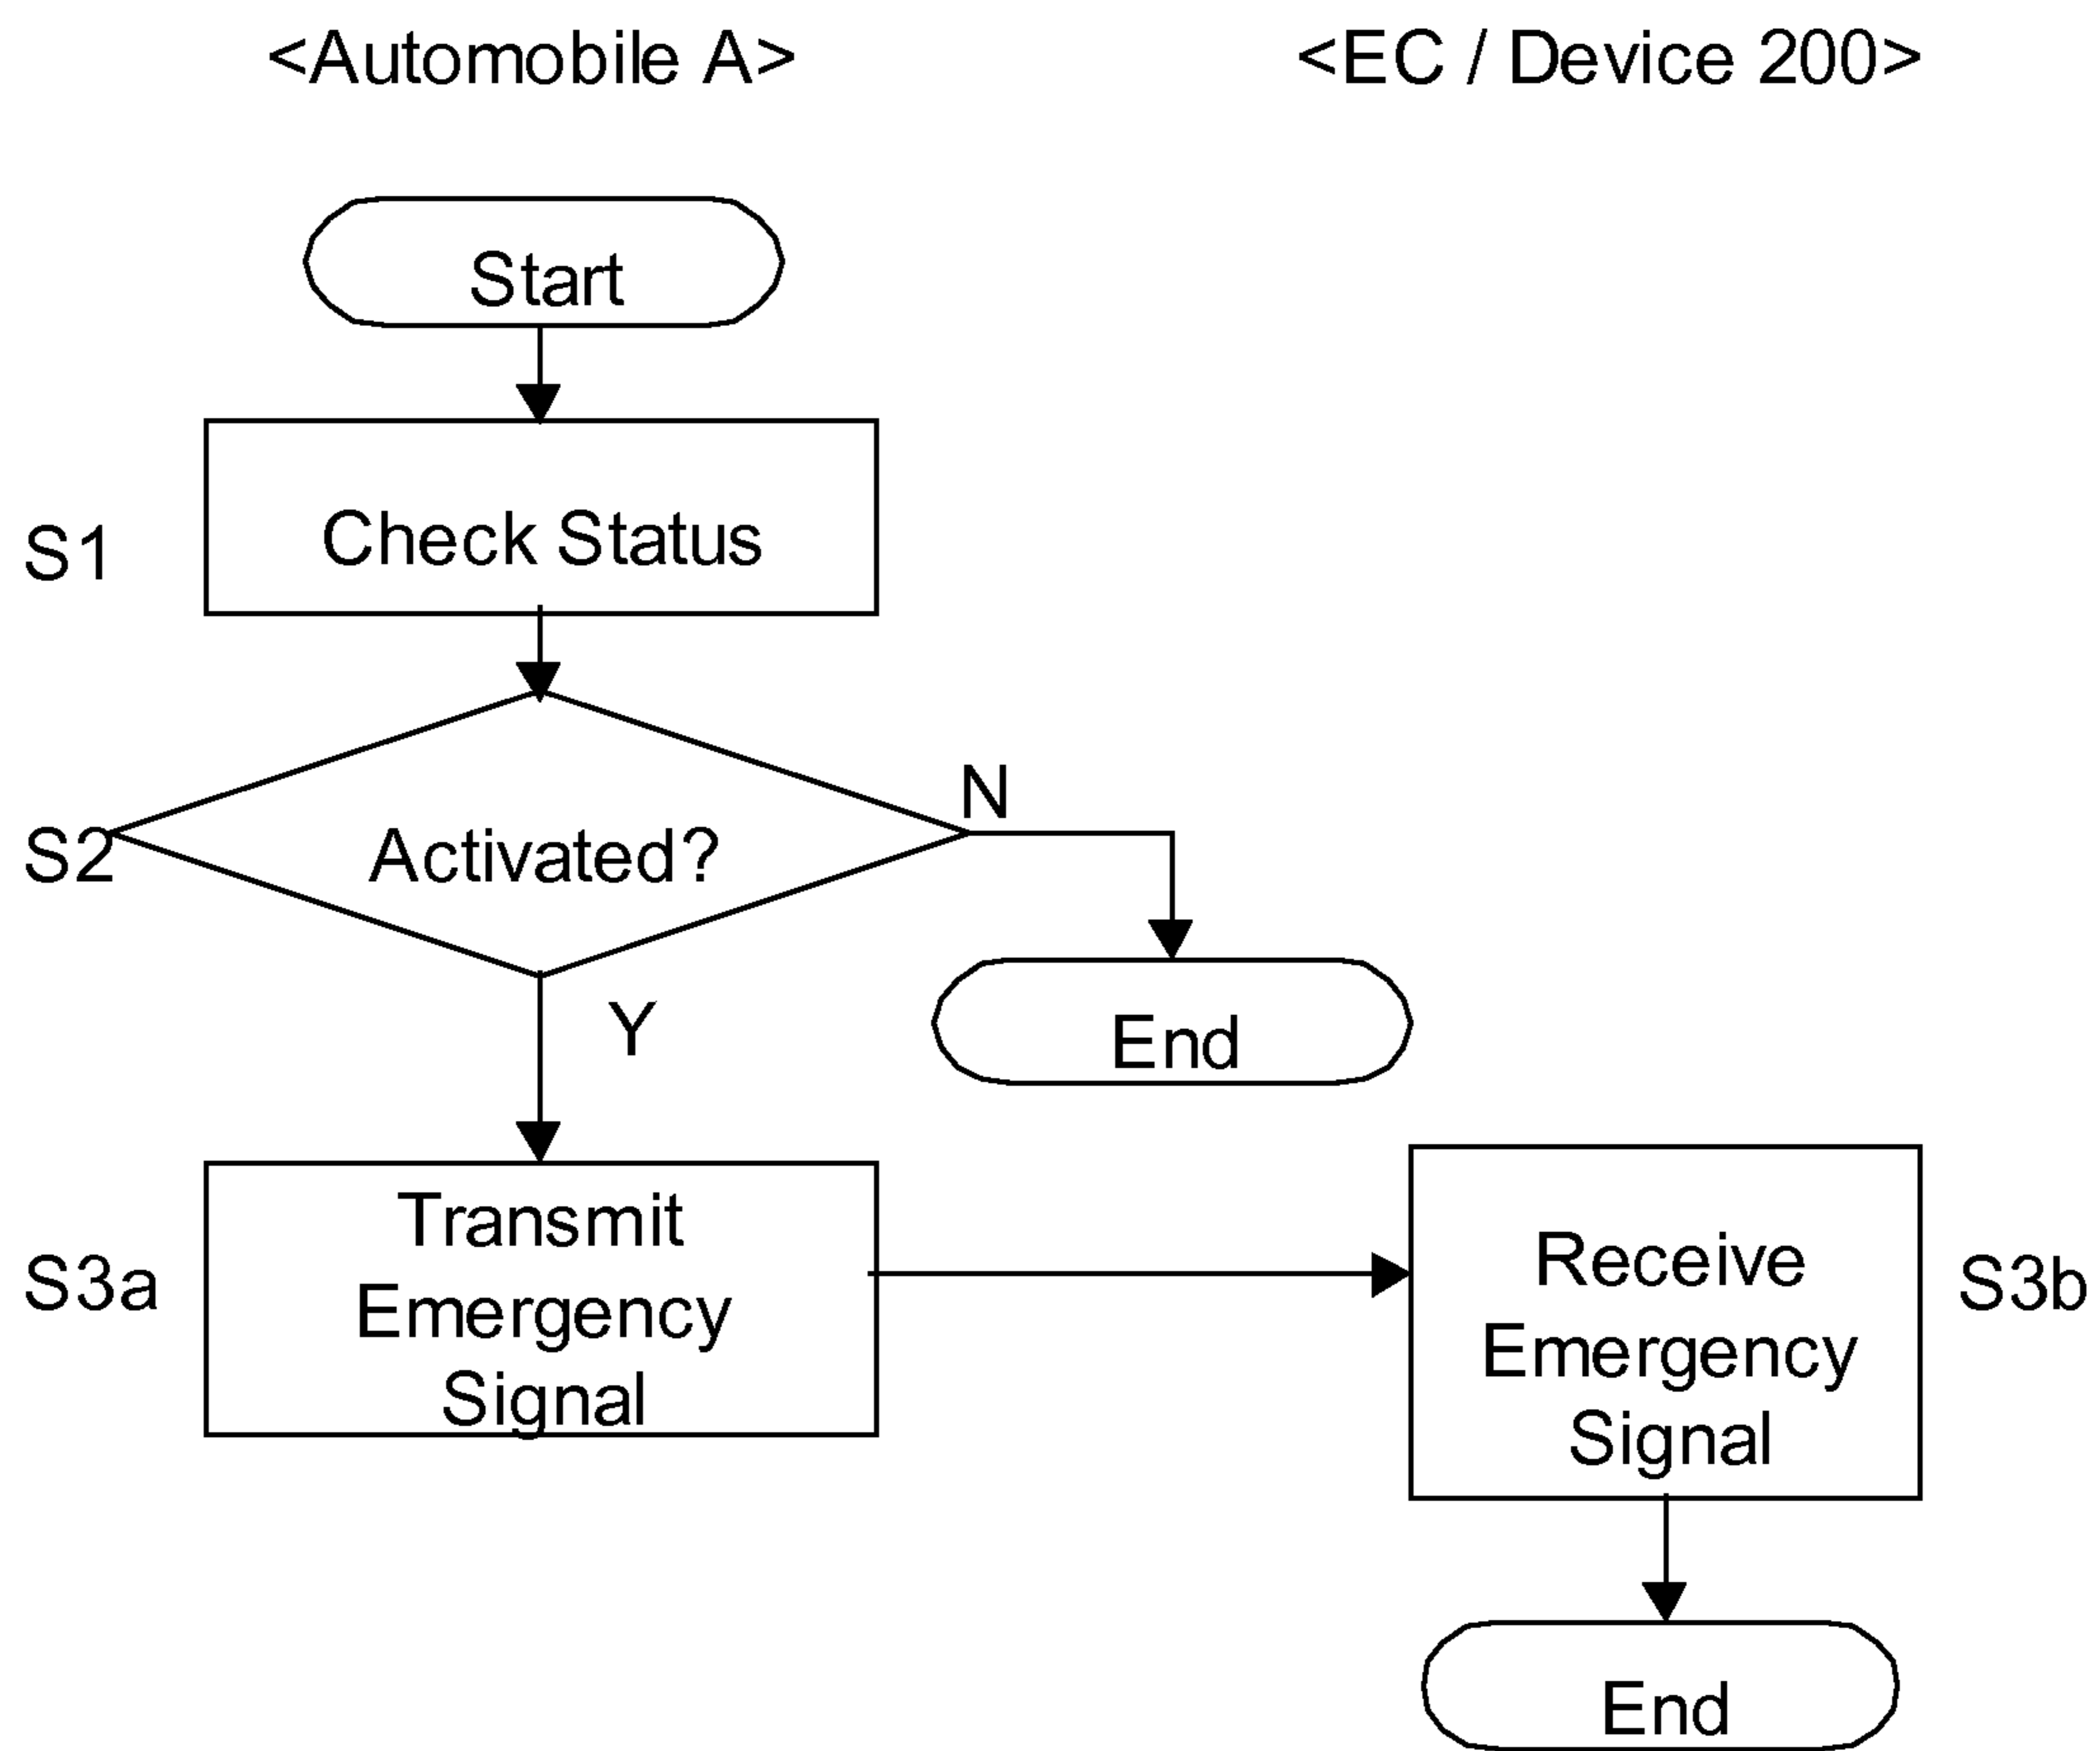 <Automobile A>
<EC / Device 200>
Start
S1
Check Status
S2
Activated?
N
Y
End
S3a
Transmit
Emergency
Signal
Receive
Emergency
Signal
S3b
End